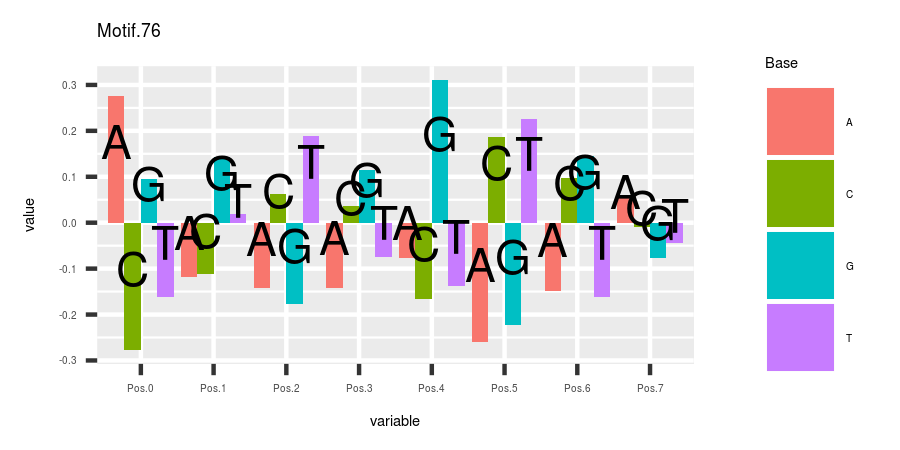 Motif.76
Base
A
C
G
T
value
0.3
0.2
0.1
0.0
-0.1
-0.2
-0.3
A C G T A C G T A C G T A C G T A C G T A C G T A C G T A C G T
Pos.0 Pos.1 Pos.2 Pos.3 Pos.4 Pos.5 Pos.6 Pos.7
variable